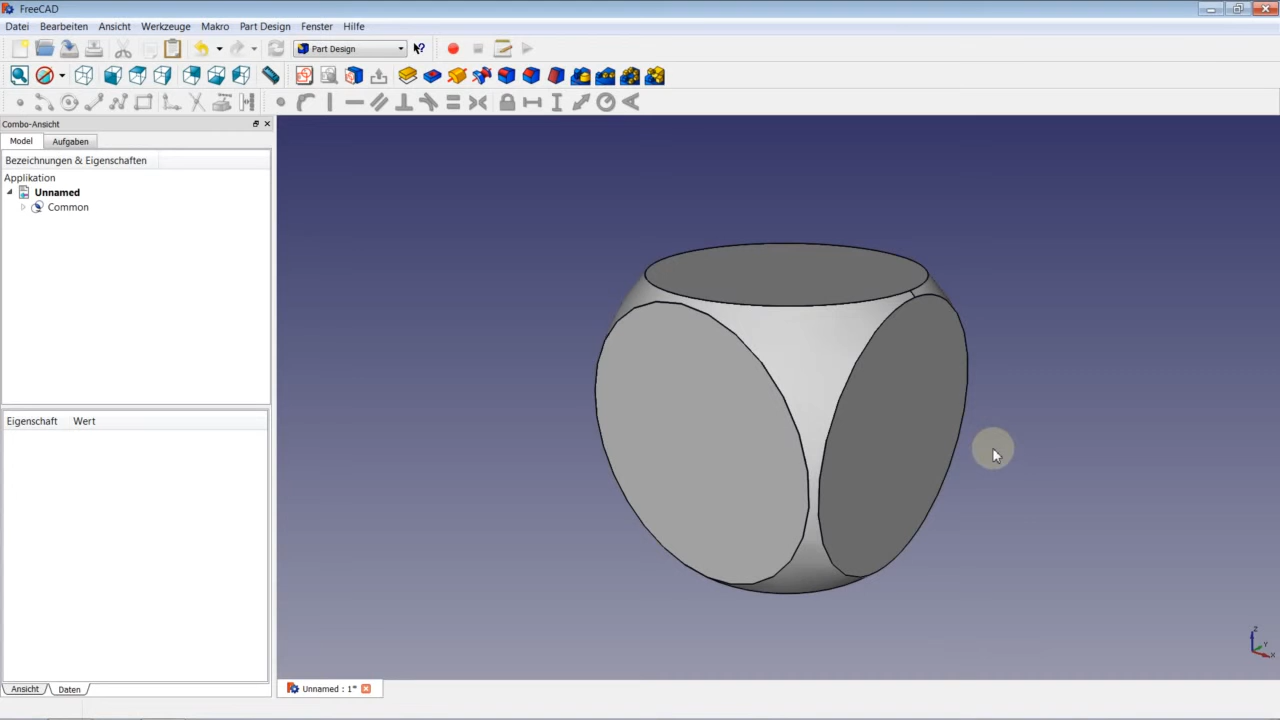 FreeCAD
Datei Bearbeiten Ansicht Werkzeuge Makro Part Design Fenster Hilfe
Part Design
Combo-Ansicht
Model Aufgaben
Bezeichnungen & Eigenschaften
Applikation
Unnamed
Common
Eigenschaft Wert
Z
Y
X
Ansicht Daten
Unnamed : 1*